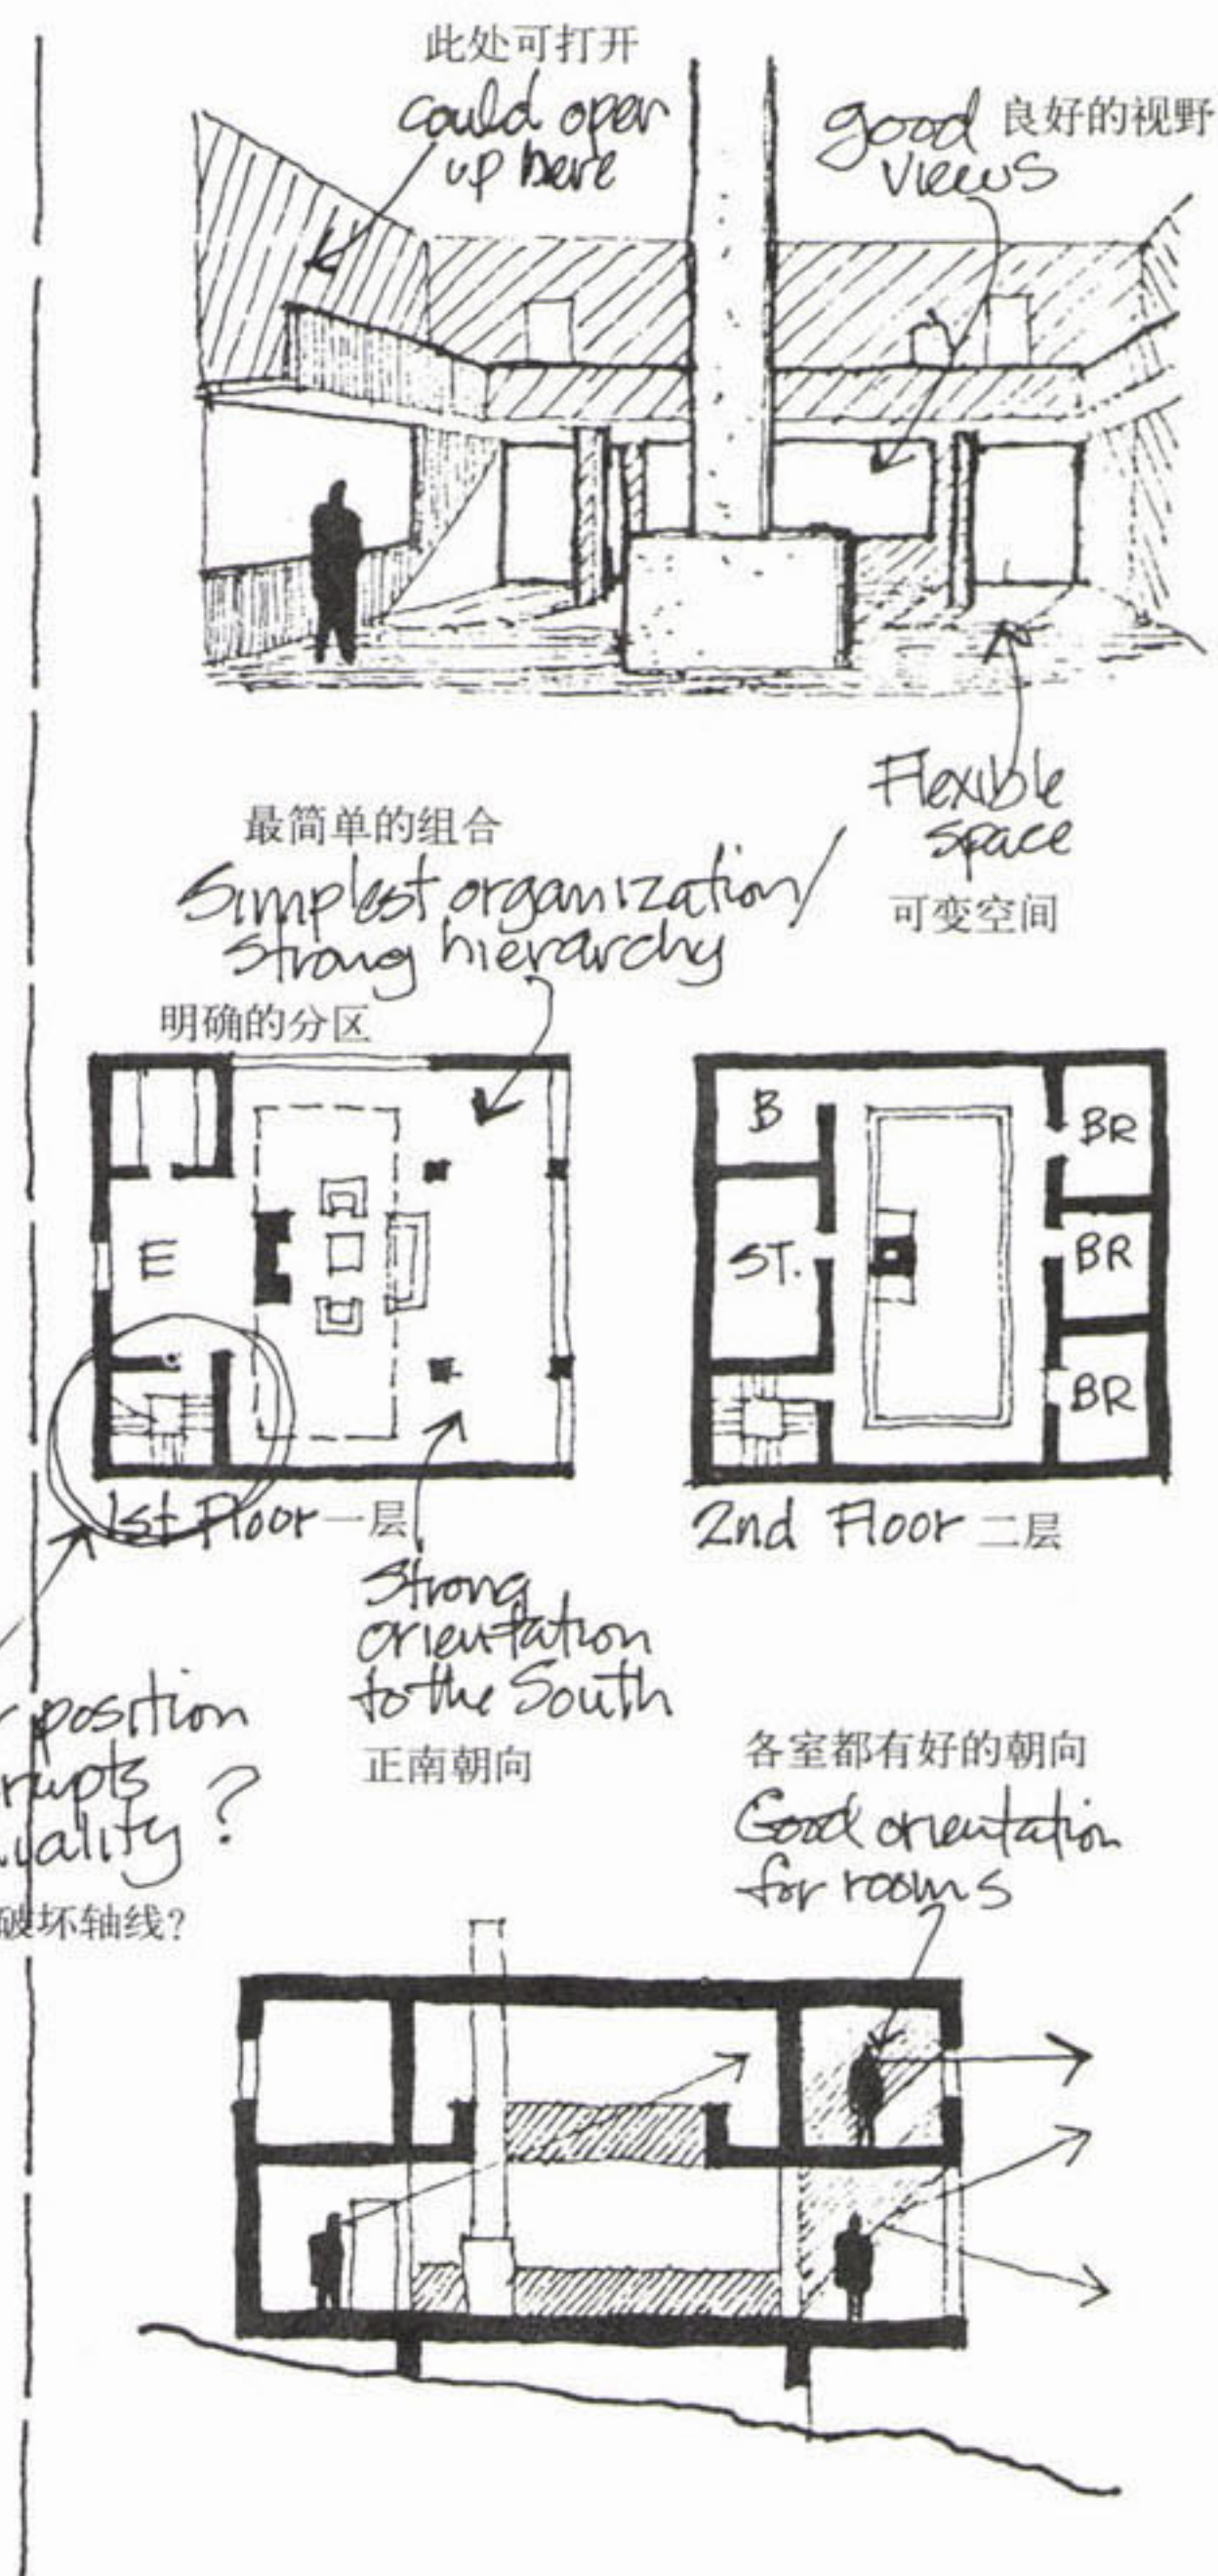 此处可打开
could open
up here
good
views
良好的视野
Flexible
space
可变空间
最简单的组合
Simplest organization/
strong hierarchy
明确的分区
E
B
ST.
BR
BR
BR
1st Floor 一层
2nd Floor 二层
Strong
orientation
to the South
正南朝向
position
?
破坏轴线?
各室都有好的朝向
Good orientation
for rooms